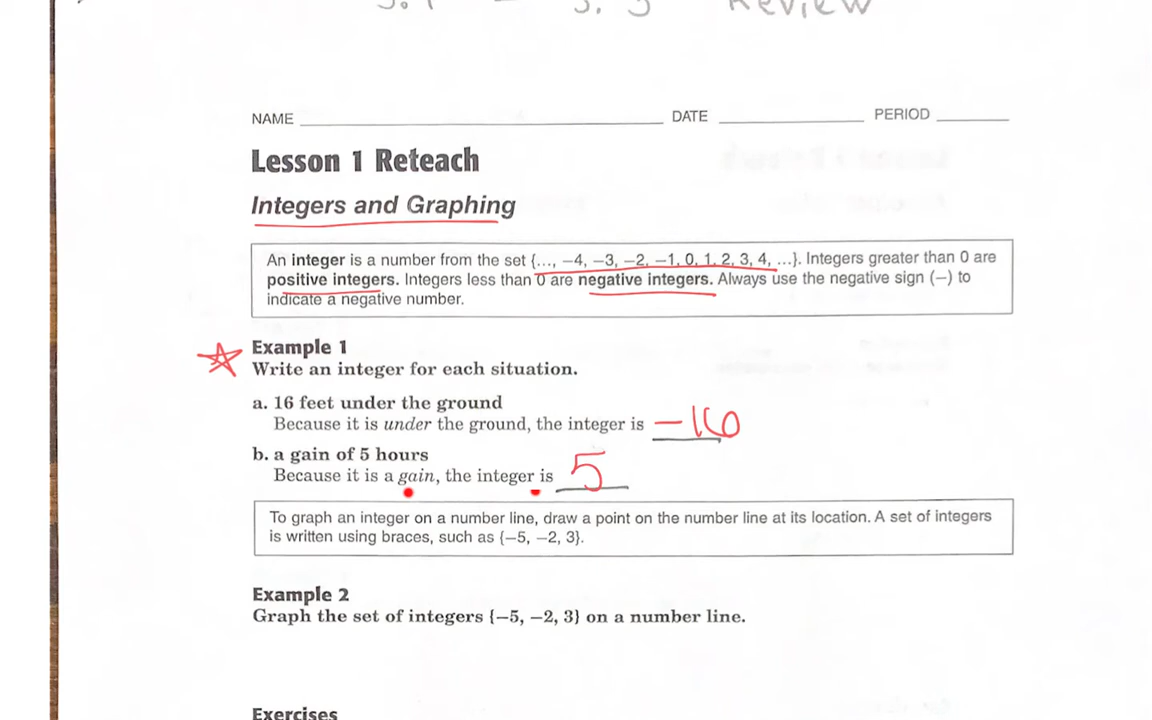 Review
NAME DATE PERIOD
Lesson 1 Reteach
Integers and Graphing
An integer is a number from the set {..., −4, −3, −2, −1, 0, 1, 2, 3, 4, ...}. Integers greater than 0 are
positive integers. Integers less than 0 are negative integers. Always use the negative sign (−) to
indicate a negative number.
Example 1
Write an integer for each situation.
a. 16 feet under the ground
Because it is under the ground, the integer is −16
b. a gain of 5 hours
Because it is a gain, the integer is 5
To graph an integer on a number line, draw a point on the number line at its location. A set of integers
is written using braces, such as {−5, −2, 3}.
Example 2
Graph the set of integers {−5, −2, 3} on a number line.
Exercises